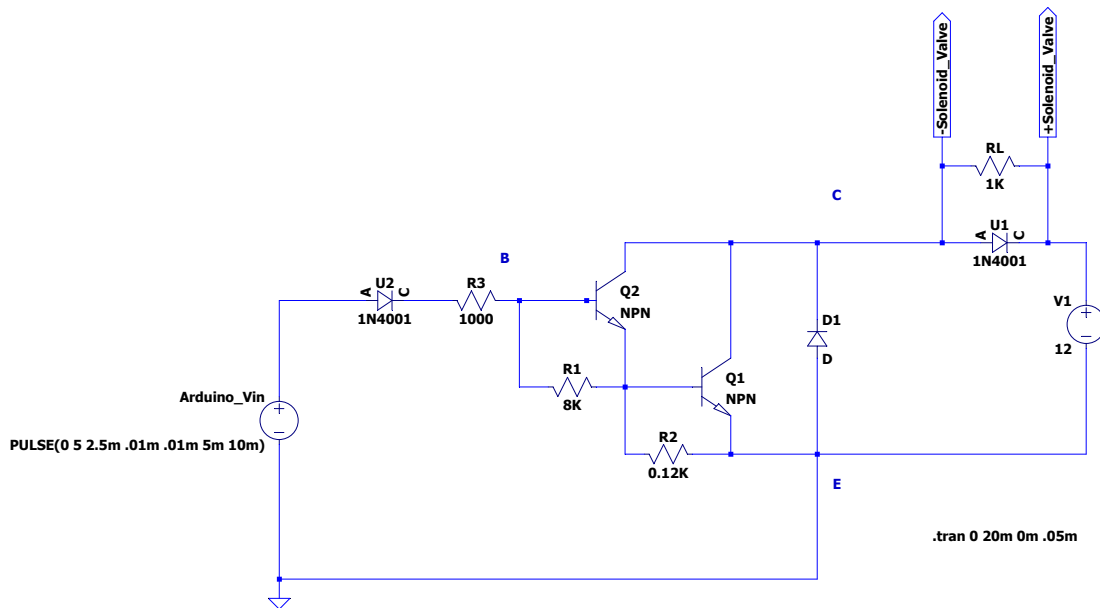 -Solenoid_Valve
+Solenoid_Valve
RL
1K
C
U1
A
C
1N4001
B
U2
A
C
1N4001
R3
1000
Q2
NPN
V1
12
D1
D
R1
8K
Q1
NPN
Arduino_Vin
PULSE(0 5 2.5m .01m .01m 5m 10m)
R2
0.12K
E
.tran 0 20m 0m .05m